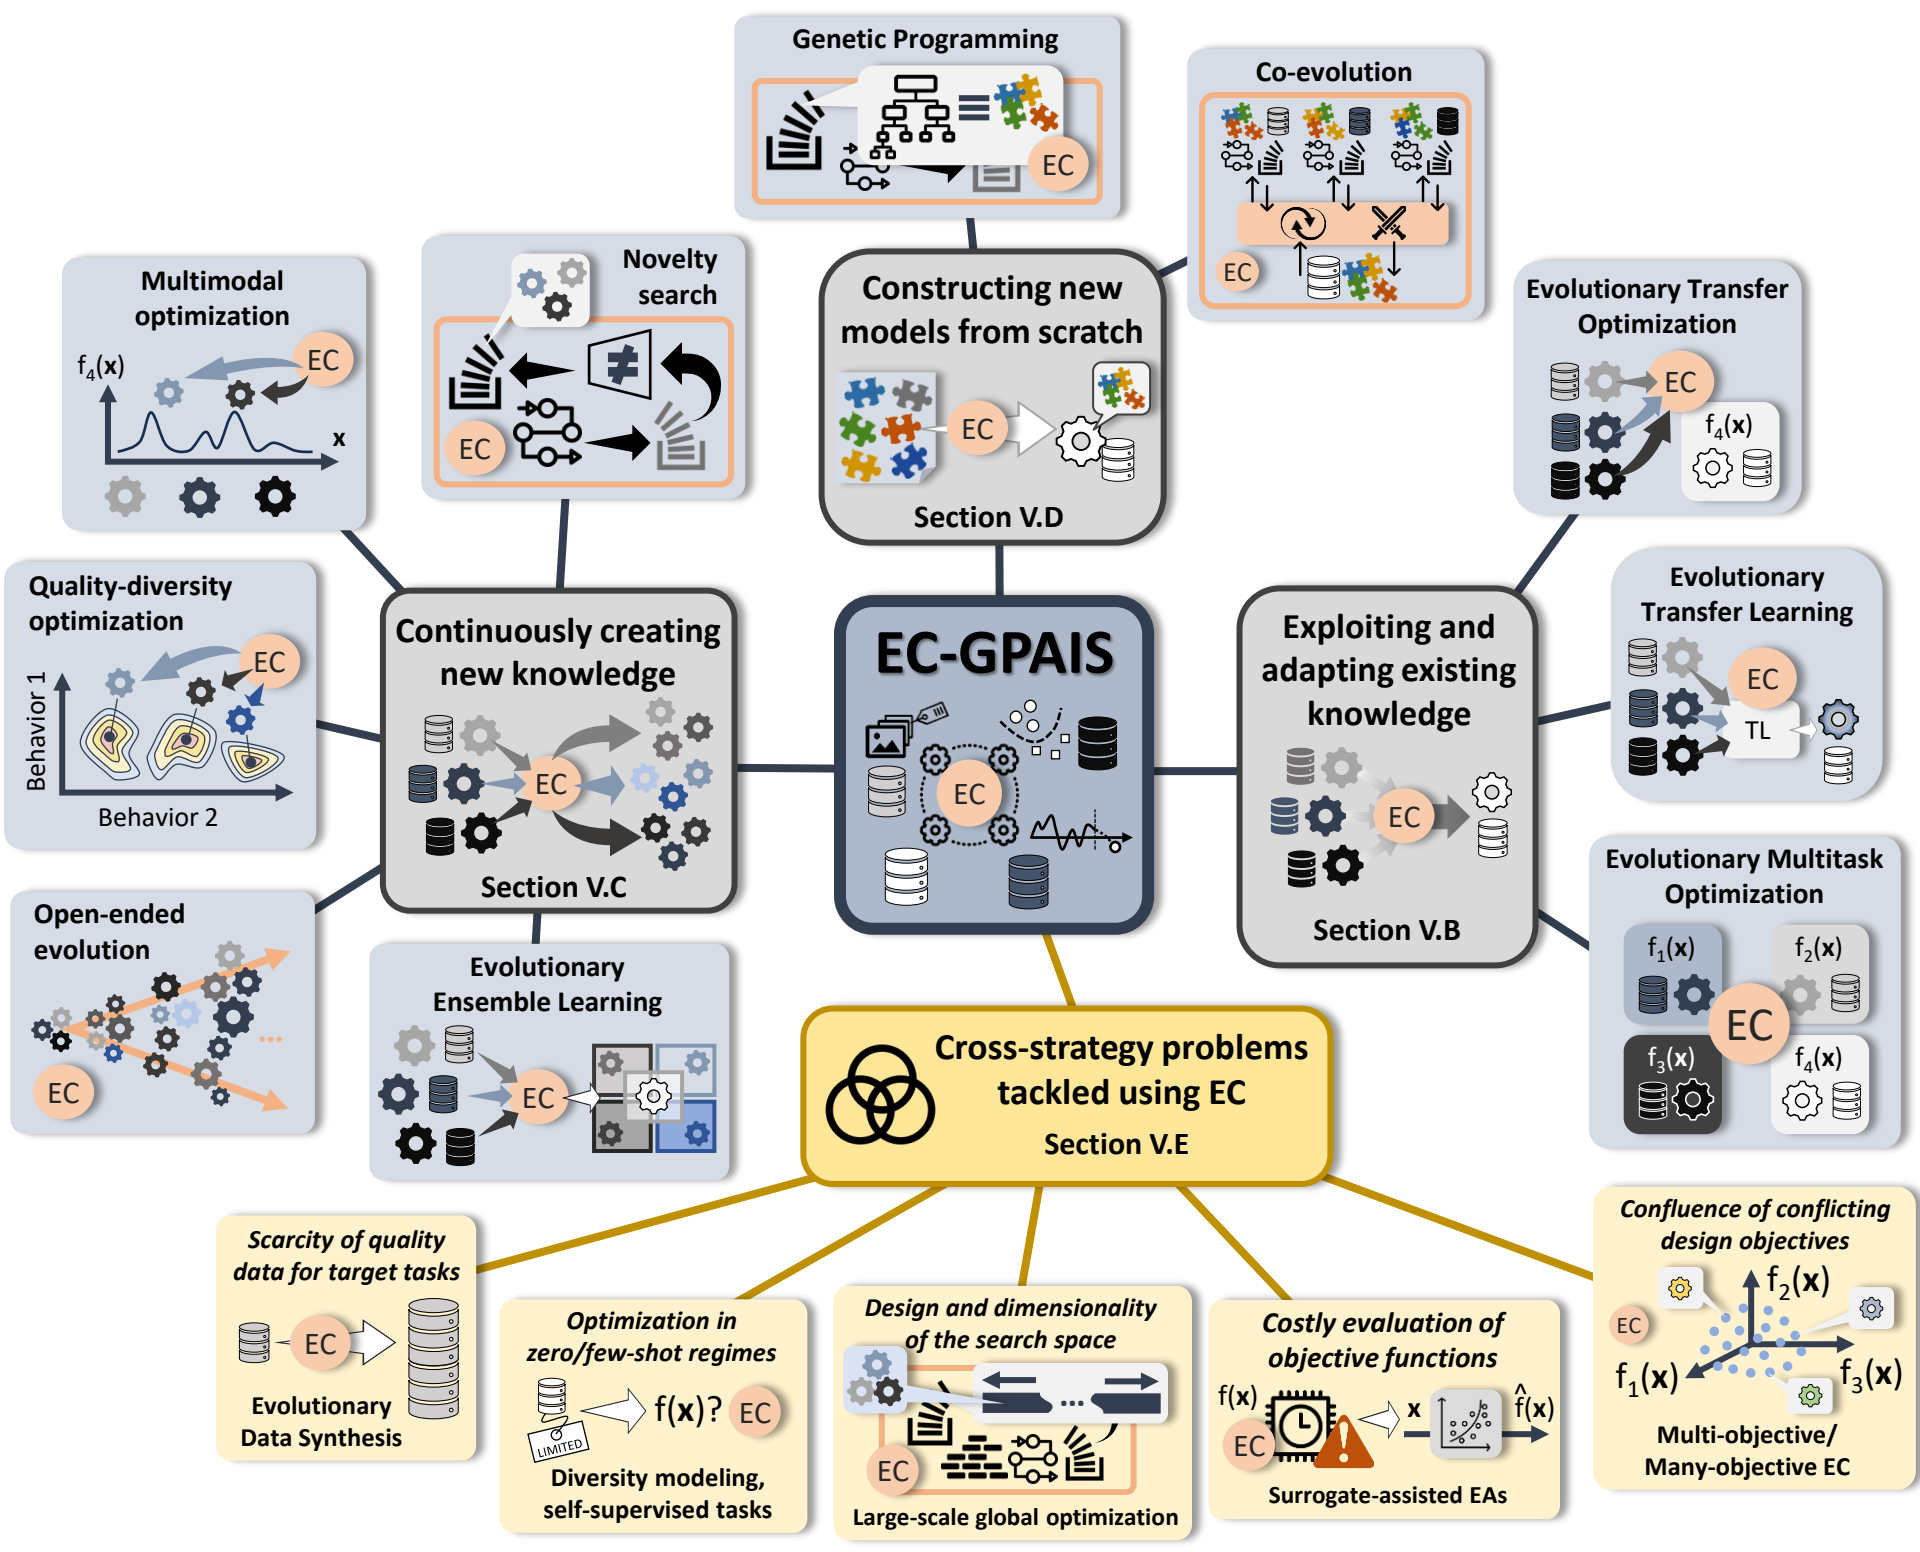 Genetic Programming
EC
Co-evolution
EC
Multimodal
optimization
f4(x)
EC
x
Novelty
search
EC
Constructing new
models from scratch
EC
Section V.D
Evolutionary Transfer
Optimization
EC
f4(x)
Quality-diversity
optimization
EC
Behavior 1
Behavior 2
Continuously creating
new knowledge
EC
Section V.C
EC-GPAIS
EC
Exploiting and
adapting existing
knowledge
EC
Section V.B
Evolutionary
Transfer Learning
EC
TL
Open-ended
evolution
...
EC
Evolutionary
Ensemble Learning
EC
Cross-strategy problems
tackled using EC
Section V.E
Evolutionary Multitask
Optimization
f1(x)
f2(x)
EC
f3(x)
f4(x)
Scarcity of quality
data for target tasks
EC
Evolutionary
Data Synthesis
Optimization in
zero/few-shot regimes
f(x)?
EC
LIMITED
Diversity modeling,
self-supervised tasks
Design and dimensionality
of the search space
...
EC
Large-scale global optimization
Costly evaluation of
objective functions
f(x)
EC
x
f̂(x)
Surrogate-assisted EAs
Confluence of conflicting
design objectives
f2(x)
EC
f1(x)
f3(x)
Multi-objective/
Many-objective EC